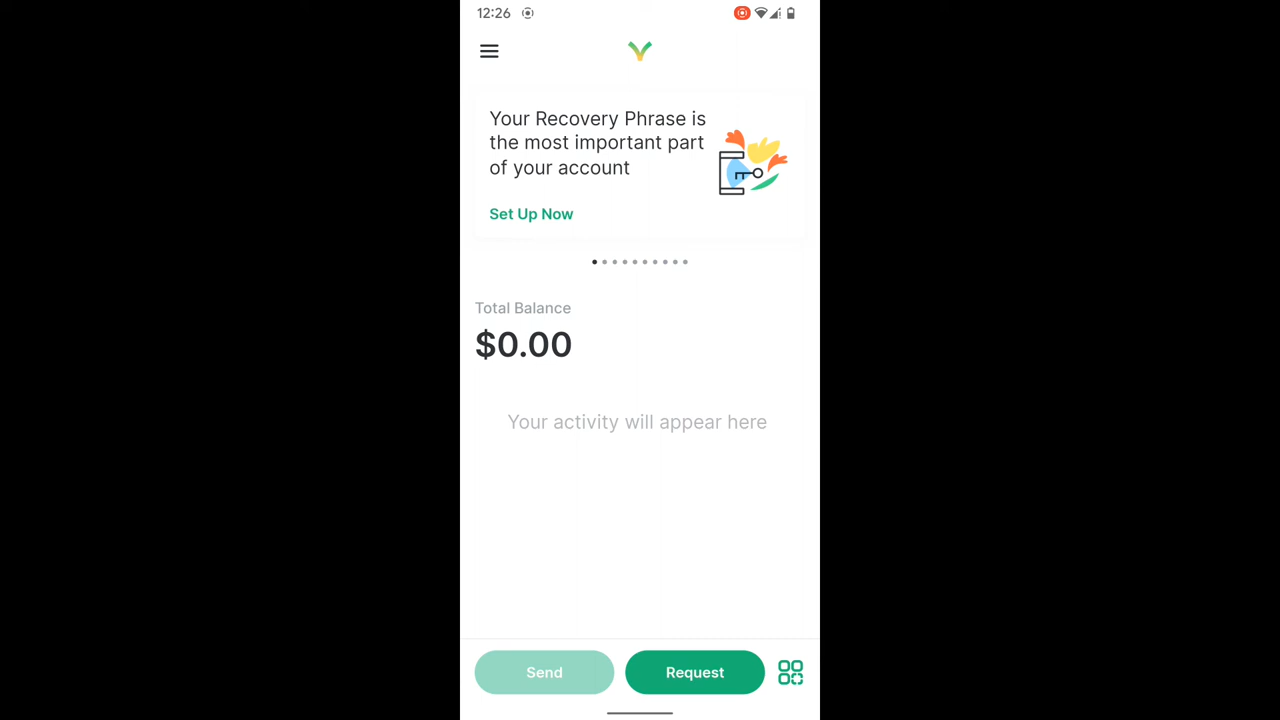 12:26
Your Recovery Phrase is
the most important part
of your account
Set Up Now
Total Balance
$0.00
Your activity will appear here
Send
Request